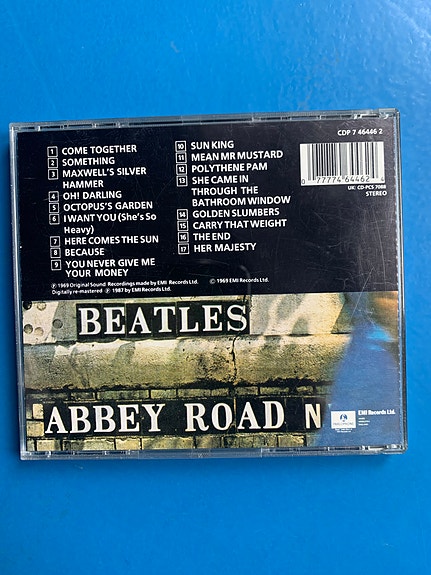 CDP 7 46446 2
1 COME TOGETHER
2 SOMETHING
3 MAXWELL'S SILVER
HAMMER
4 OH! DARLING
5 OCTOPUS'S GARDEN
6 I WANT YOU (She's So
Heavy)
7 HERE COMES THE SUN
8 BECAUSE
9 YOU NEVER GIVE ME
YOUR MONEY
10 SUN KING
11 MEAN MR MUSTARD
12 POLYTHENE PAM
13 SHE CAME IN
THROUGH THE
BATHROOM WINDOW
14 GOLDEN SLUMBERS
15 CARRY THAT WEIGHT
16 THE END
17 HER MAJESTY
0 77774 64462 4
UK: CD-PCS 7088
STEREO
℗ 1969 Original Sound Recordings made by EMI Records Ltd. © 1969 EMI Records Ltd.
Digitally re-mastered ℗ 1987 by EMI Records Ltd.
BEATLES
ABBEY ROAD N
EMI Records Ltd.